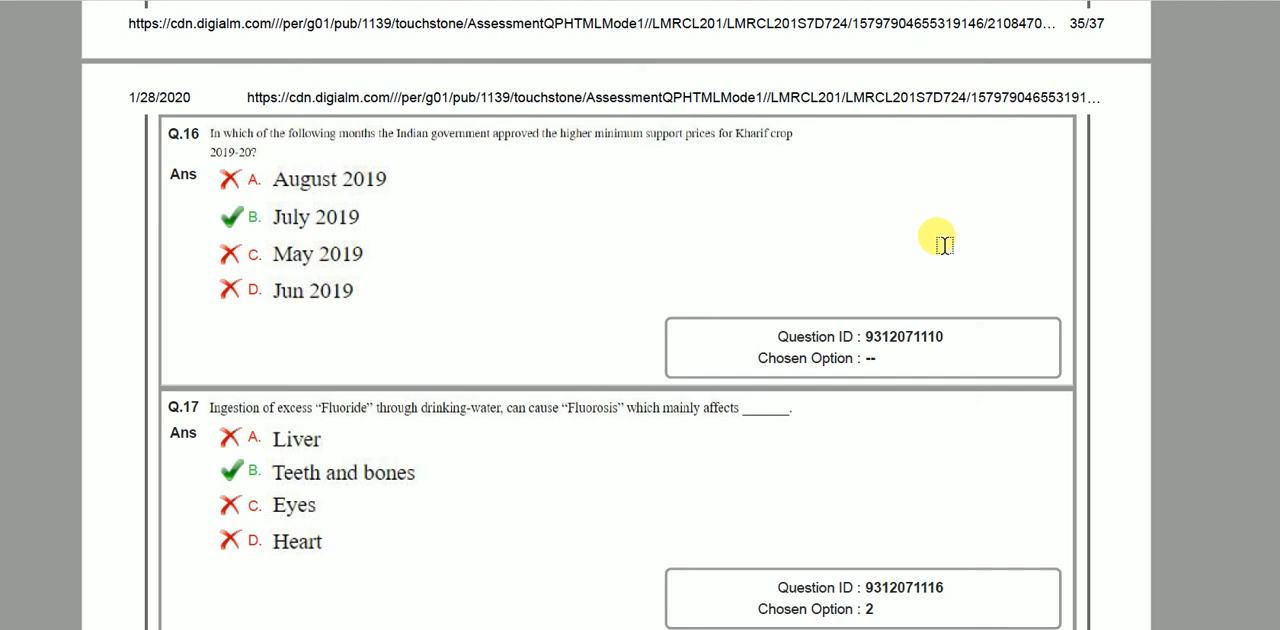 https://cdn.digialm.com///per/g01/pub/1139/touchstone/AssessmentQPHTMLMode1//LMRCL201/LMRCL201S7D724/15797904655319146/2108470... 35/37
1/28/2020 https://cdn.digialm.com///per/g01/pub/1139/touchstone/AssessmentQPHTMLMode1//LMRCL201/LMRCL201S7D724/157979046553191...
Q.16 In which of the following months the Indian government approved the higher minimum support prices for Kharif crop
2019-20?
Ans A. August 2019
B. July 2019
C. May 2019
D. Jun 2019
Question ID : 9312071110
Chosen Option : --
Q.17 Ingestion of excess “Fluoride” through drinking-water, can cause “Fluorosis” which mainly affects _______.
Ans A. Liver
B. Teeth and bones
C. Eyes
D. Heart
Question ID : 9312071116
Chosen Option : 2